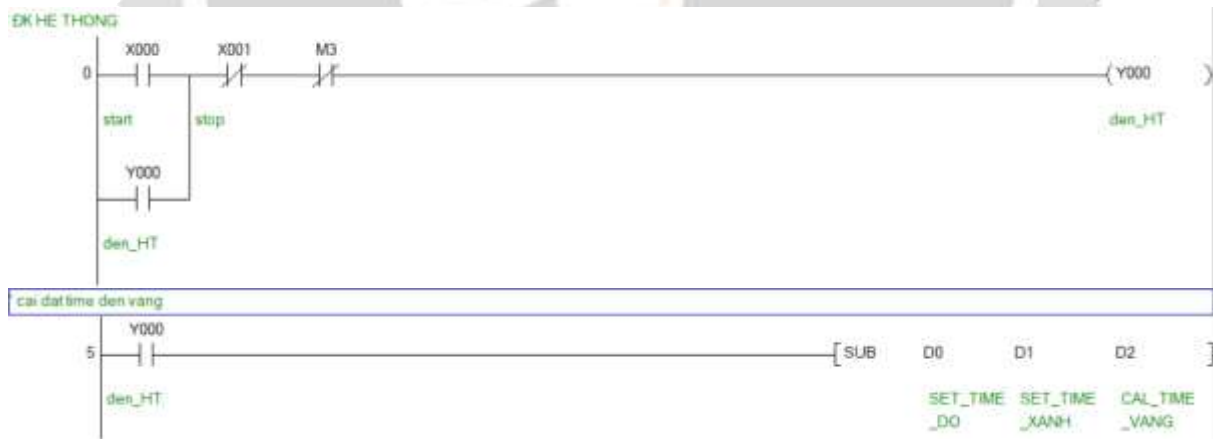 ĐK HE THONG
X000 X001 M3
0 Y000
start stop den_HT
Y000
den_HT
cai dat time den vang
Y000
5 SUB D0 D1 D2
den_HT SET_TIME SET_TIME CAL_TIME
_DO _XANH _VANG